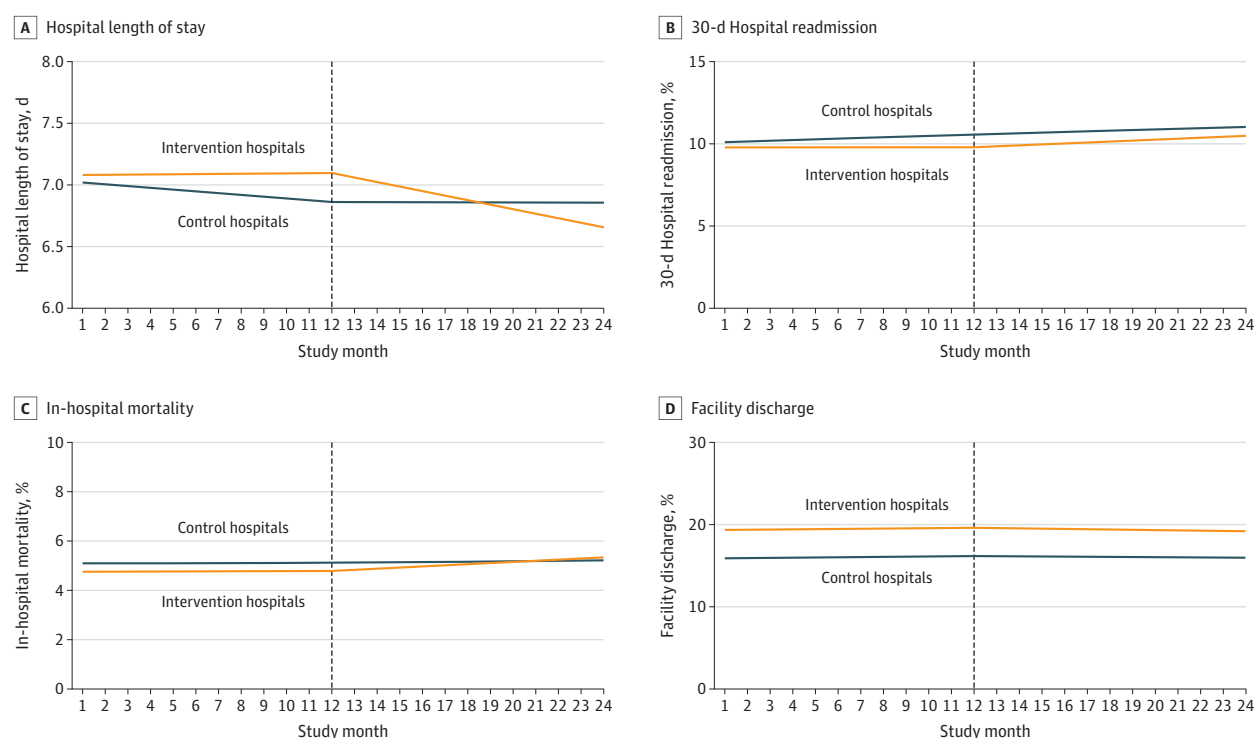 A Hospital length of stay
8.0
7.5
7.0
6.5
6.0
Hospital length of stay, d
Intervention hospitals
Control hospitals
1 2 3 4 5 6 7 8 9 10 11 12 13 14 15 16 17 18 19 20 21 22 23 24
Study month
B 30-d Hospital readmission
15
10
5
0
30-d Hospital readmission, %
Control hospitals
Intervention hospitals
1 2 3 4 5 6 7 8 9 10 11 12 13 14 15 16 17 18 19 20 21 22 23 24
Study month
C In-hospital mortality
10
8
6
4
2
0
In-hospital mortality, %
Control hospitals
Intervention hospitals
1 2 3 4 5 6 7 8 9 10 11 12 13 14 15 16 17 18 19 20 21 22 23 24
Study month
D Facility discharge
30
20
10
0
Facility discharge, %
Intervention hospitals
Control hospitals
1 2 3 4 5 6 7 8 9 10 11 12 13 14 15 16 17 18 19 20 21 22 23 24
Study month